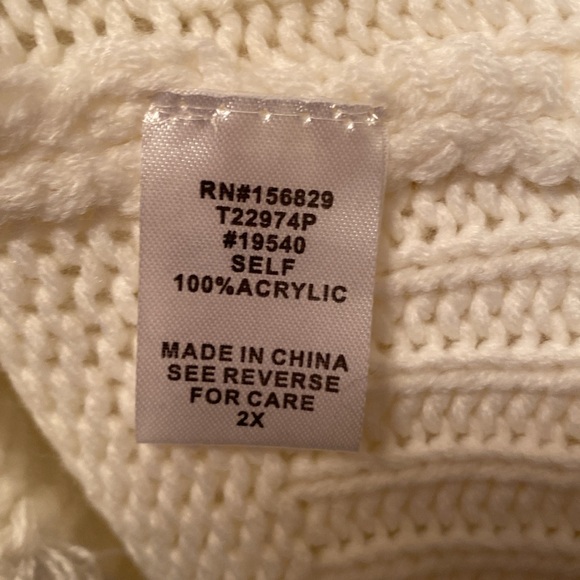 RN#156829
T22974P
#19540
SELF
100%ACRYLIC
MADE IN CHINA
SEE REVERSE
FOR CARE
2X